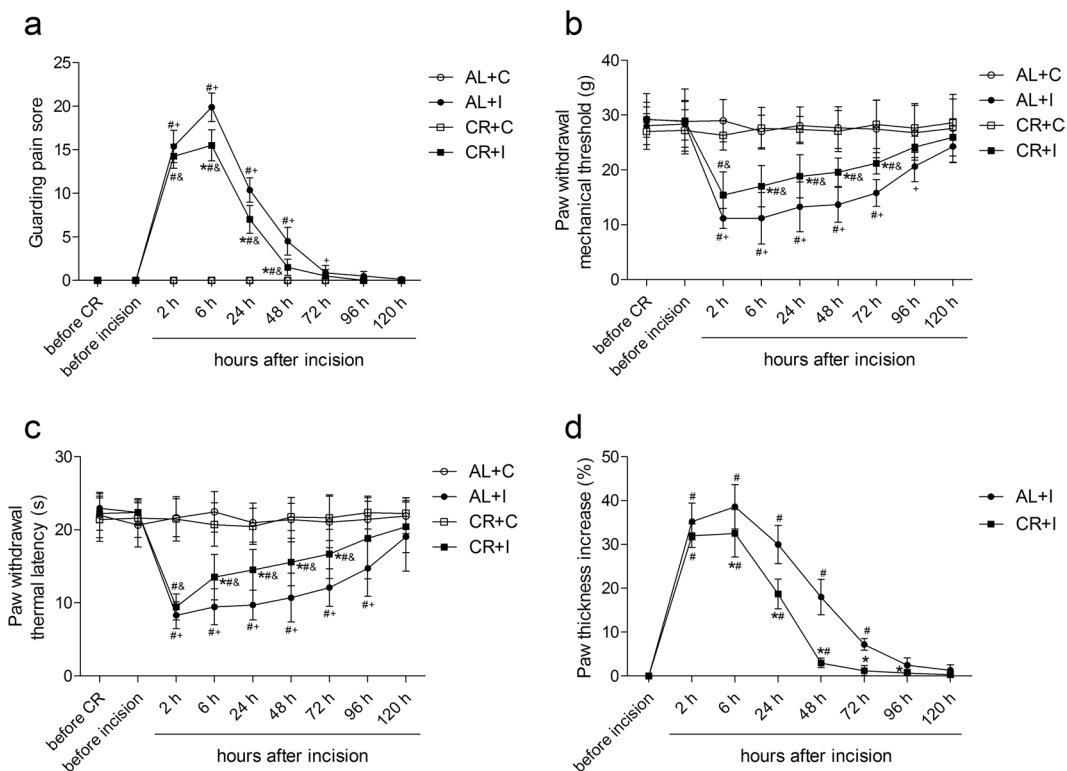 a
Guarding pain sore
25
20
15
10
5
0
#+
#+
#&
*#&
#+
*#&
#+
*#&
+
AL+C
AL+I
CR+C
CR+I
before CR
before incision
2 h
6 h
24 h
48 h
72 h
96 h
120 h
hours after incision
b
Paw withdrawal
mechanical threshold (g)
40
30
20
10
0
#&
*#&
*#&
*#&
*#&
#+
#+
#+
#+
#+
+
AL+C
AL+I
CR+C
CR+I
before CR
before incision
2 h
6 h
24 h
48 h
72 h
96 h
120 h
hours after incision
c
Paw withdrawal
thermal latency (s)
30
20
10
0
#&
*#&
*#&
*#&
*#&
#+
#+
#+
#+
#+
#+
AL+C
AL+I
CR+C
CR+I
before CR
before incision
2 h
6 h
24 h
48 h
72 h
96 h
120 h
hours after incision
d
Paw thickness increase (%)
50
40
30
20
10
0
#
#
#
#
#
#
*#
*#
*#
*
*
AL+I
CR+I
before incision
2 h
6 h
24 h
48 h
72 h
96 h
120 h
hours after incision